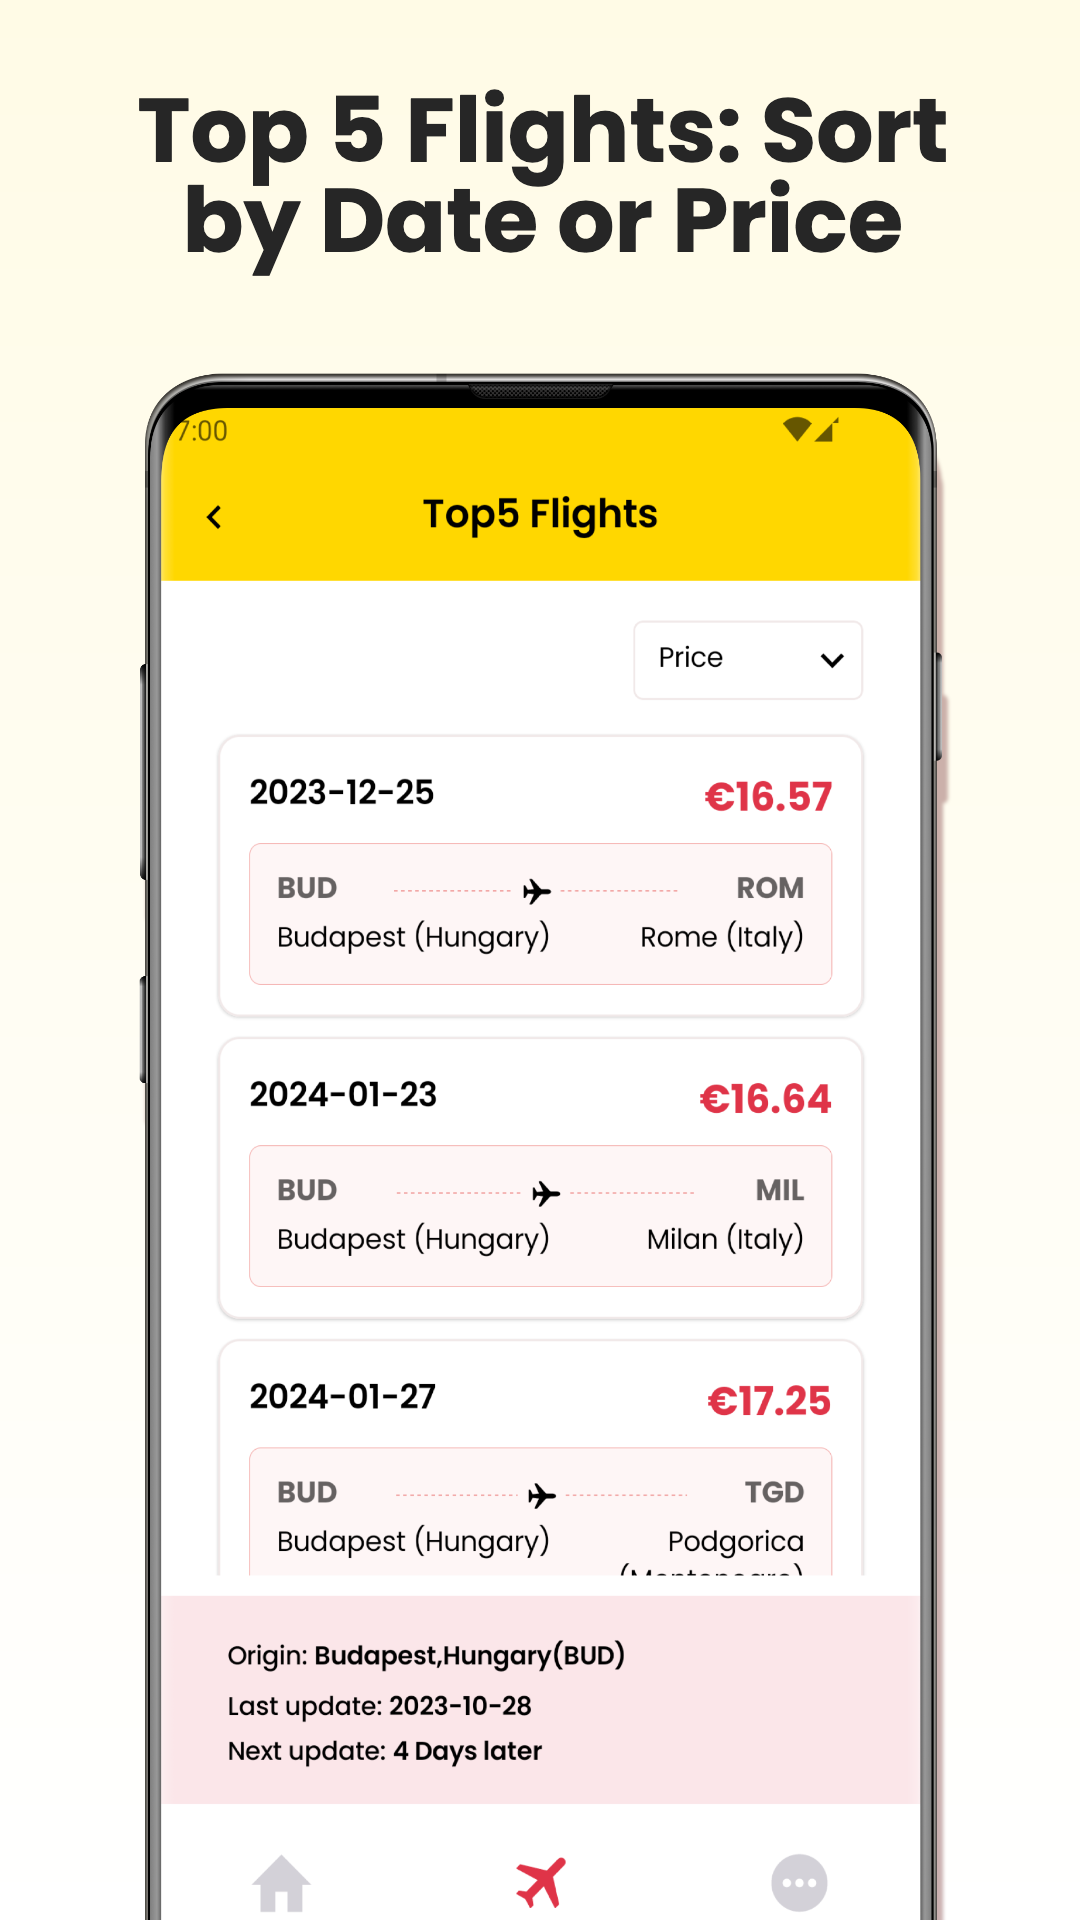 Top 5 Flights: Sort
by Date or Price
7:00
Top5 Flights
Price
2023-12-25 €16.57
BUD ROM
Budapest (Hungary) Rome (Italy)
2024-01-23 €16.64
BUD MIL
Budapest (Hungary) Milan (Italy)
2024-01-27 €17.25
BUD TGD
Budapest (Hungary) Podgorica
(Montenegro)
Origin: Budapest,Hungary(BUD)
Last update: 2023-10-28
Next update: 4 Days later